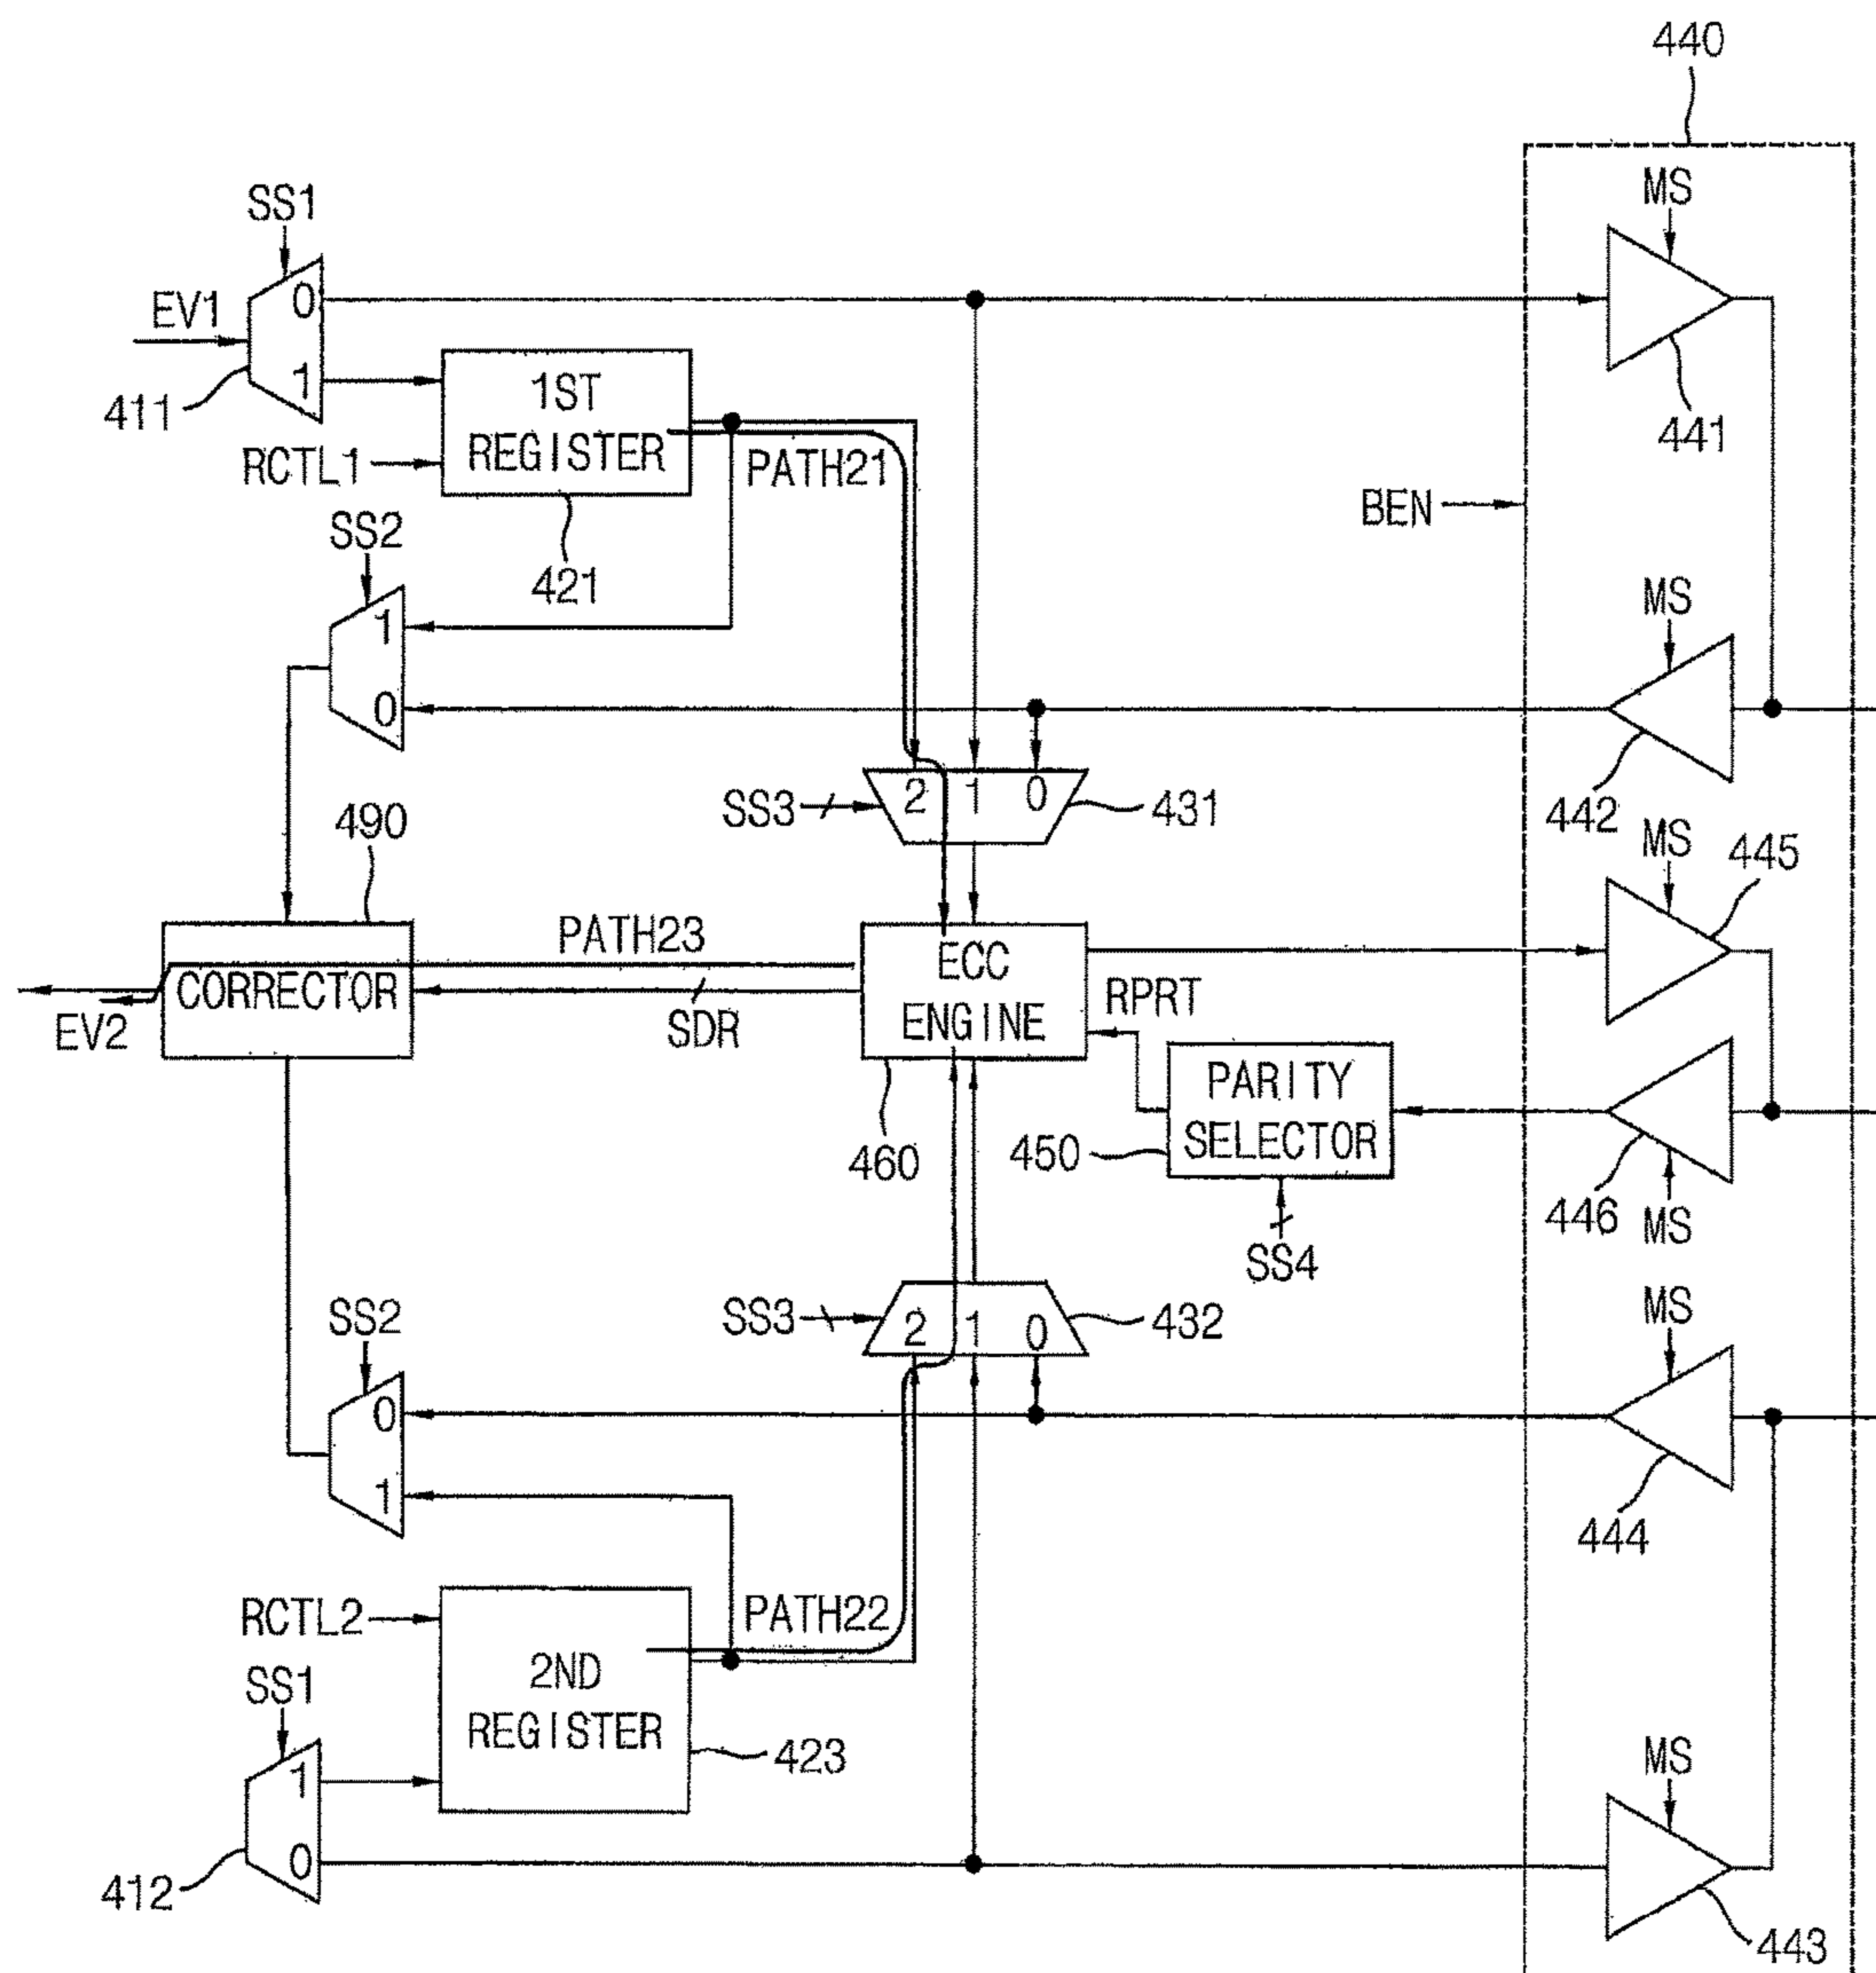 440
MS
SS1
0
EV1
1
411
1ST
REGISTER
RCTL1
PATH21
441
BEN
SS2
421
1
0
MS
2 1 0
SS3
431
442
490
MS
445
PATH23
CORRECTOR
ECC
ENGINE
RPRT
SDR
EV2
PARITY
SELECTOR
460
450
446
MS
SS4
SS2
SS3
2 1 0
432
MS
0
1
444
RCTL2
PATH22
2ND
REGISTER
SS1
423
MS
1
0
412
443